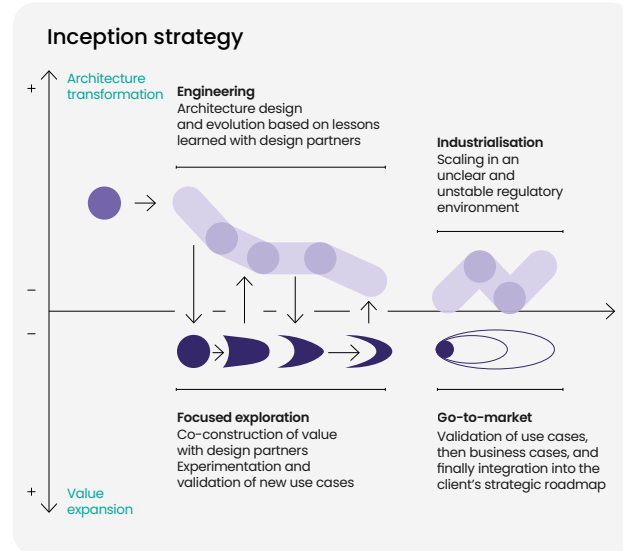 Inception strategy
+
Architecture
transformation
Engineering
Architecture design
and evolution based on lessons
learned with design partners
Industrialisation
Scaling in an
unclear and
unstable regulatory
environment
–
–
Focused exploration
Co-construction of value
with design partners
Experimentation and
validation of new use cases
Go-to-market
Validation of use cases,
then business cases, and
finally integration into the
client’s strategic roadmap
+
Value
expansion